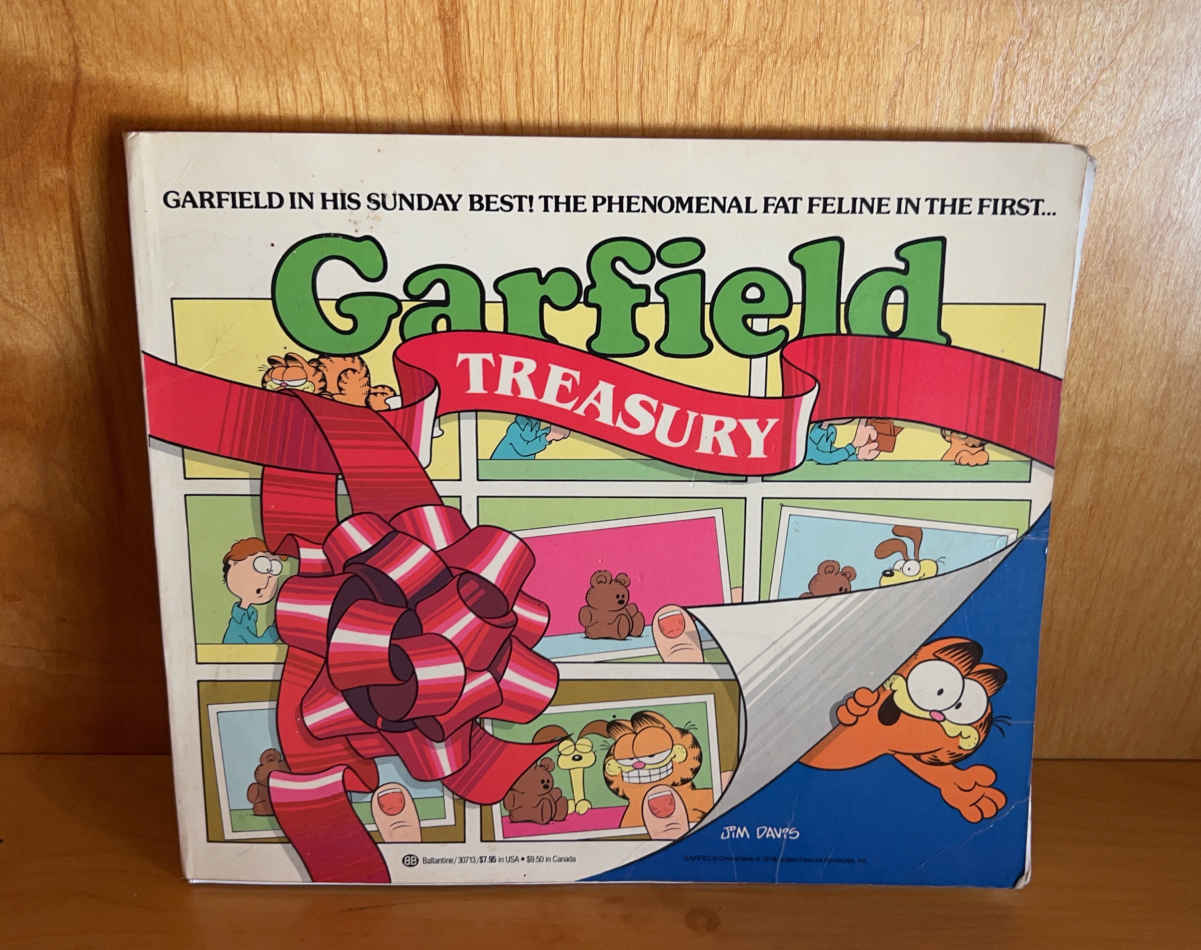 GARFIELD IN HIS SUNDAY BEST! THE PHENOMENAL FAT FELINE IN THE FIRST...
Garfield
TREASURY
JIM DAVIS
BB Ballantine/30713/$7.95 in USA • $9.50 in Canada